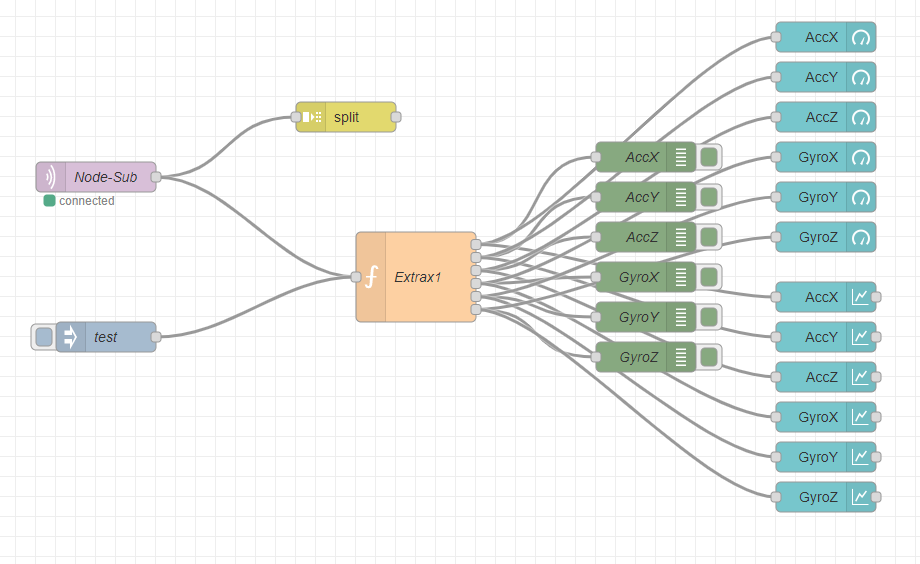 Node-Sub
connected
test
split
Extrax1
AccX
AccY
AccZ
GyroX
GyroY
GyroZ
AccX
AccY
AccZ
GyroX
GyroY
GyroZ
AccX
AccY
AccZ
GyroX
GyroY
GyroZ